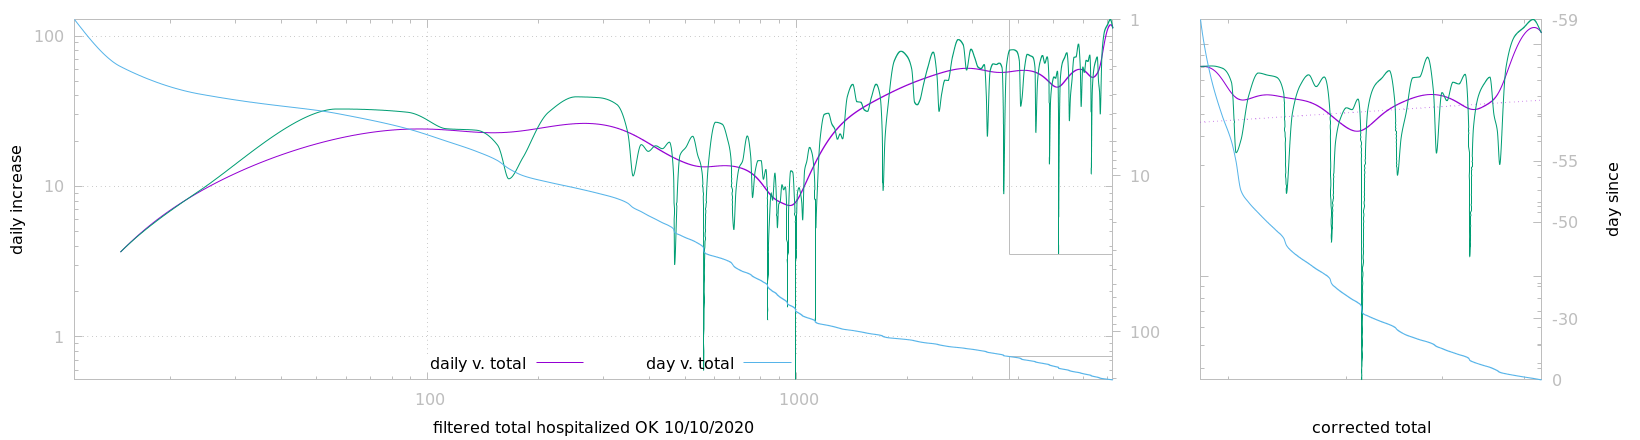 100
10
1
daily increase
daily v. total
day v. total
100
1000
filtered total hospitalized OK 10/10/2020
1
10
100
-59
-55
-50
-30
0
day since
corrected total